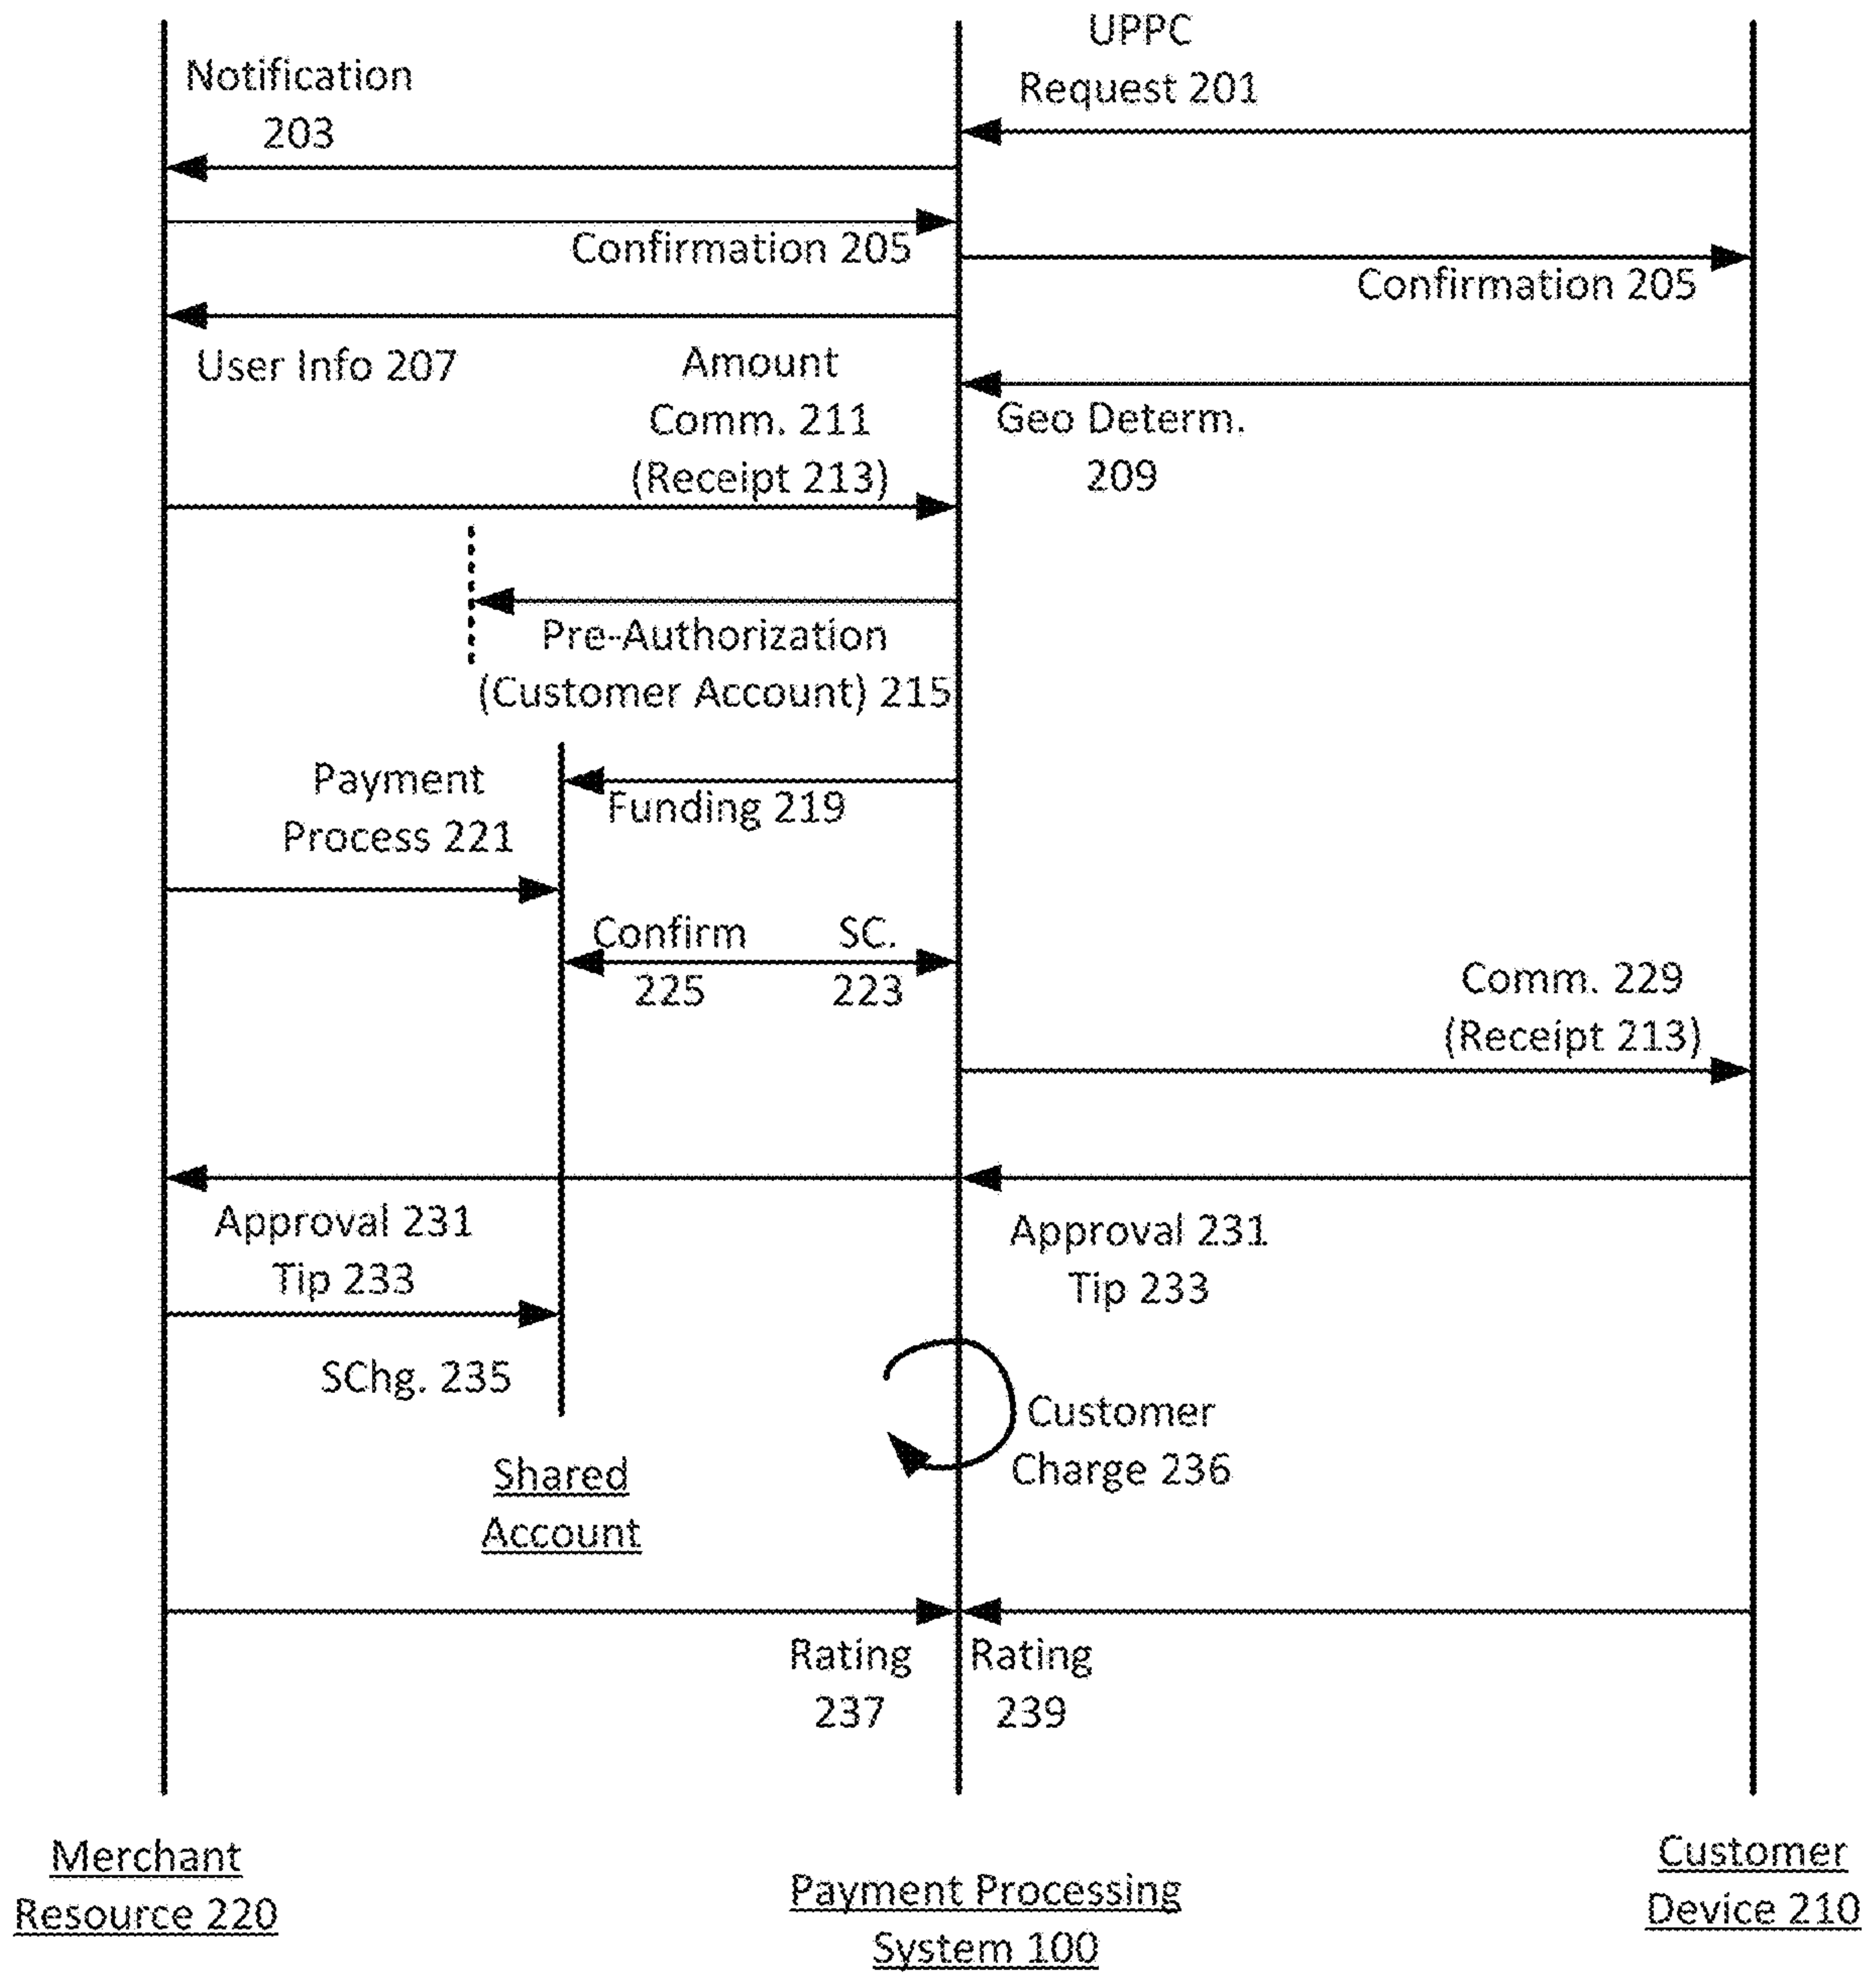 UPPC
Request 201
Notification
203
Confirmation 205
Confirmation 205
User Info 207
Amount
Comm. 211
(Receipt 213)
Geo Determ.
209
Pre-Authorization
(Customer Account) 215
Payment
Process 221
Funding 219
Confirm
225
SC.
223
Comm. 229
(Receipt 213)
Approval 231
Tip 233
Approval 231
Tip 233
SChg. 235
Customer
Charge 236
Shared
Account
Rating
237
Rating
239
Merchant
Resource 220
Payment Processing
System 100
Customer
Device 210